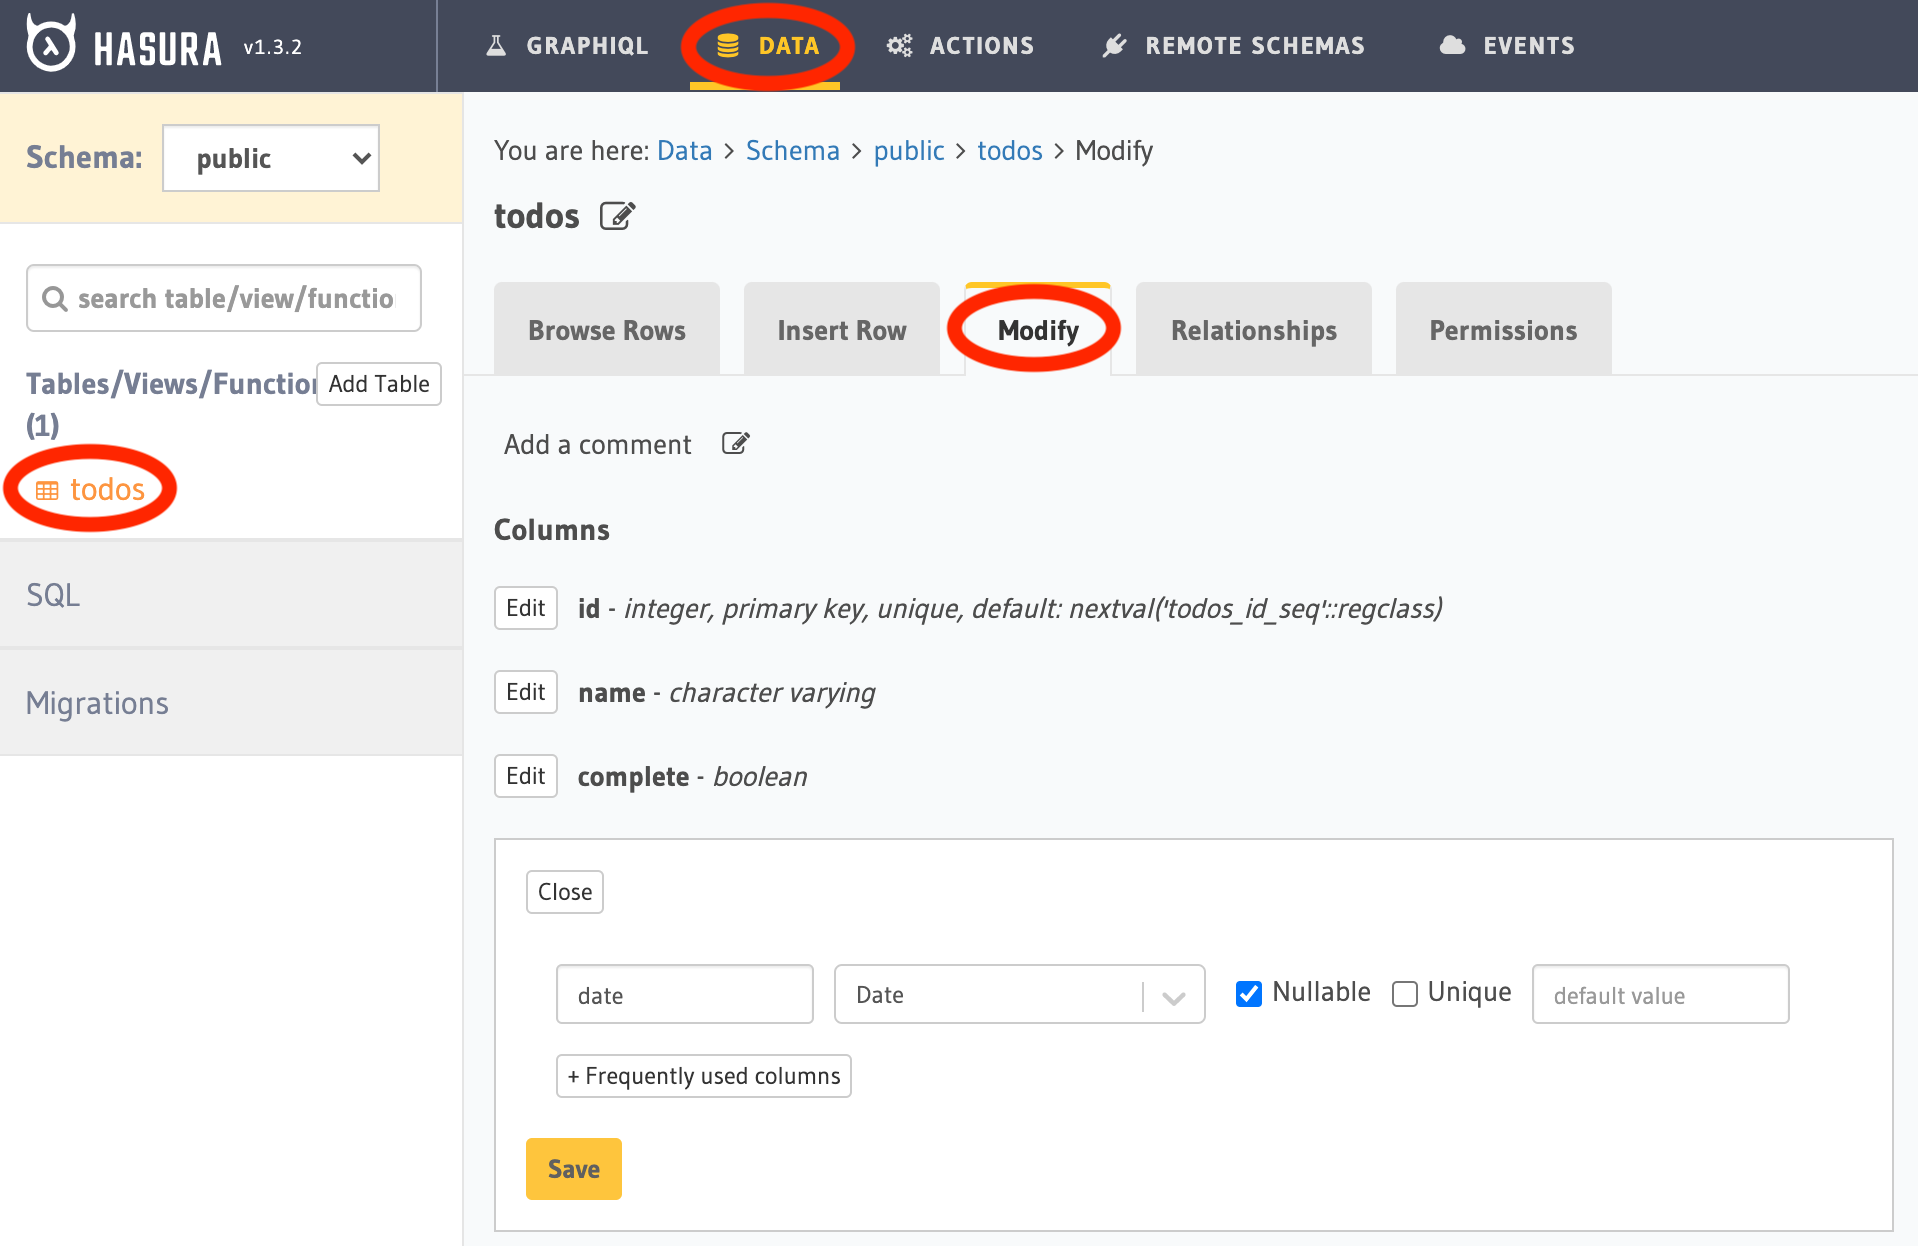 HASURA v1.3.2
GRAPHIQL DATA ACTIONS REMOTE SCHEMAS EVENTS
Schema: public
search table/view/functio
Tables/Views/Function Add Table
(1)
todos
SQL
Migrations
You are here: Data > Schema > public > todos > Modify
todos
Browse Rows Insert Row Modify Relationships Permissions
Add a comment
Columns
Edit id - integer, primary key, unique, default: nextval('todos_id_seq'::regclass)
Edit name - character varying
Edit complete - boolean
Close
date Date Nullable Unique default value
+ Frequently used columns
Save